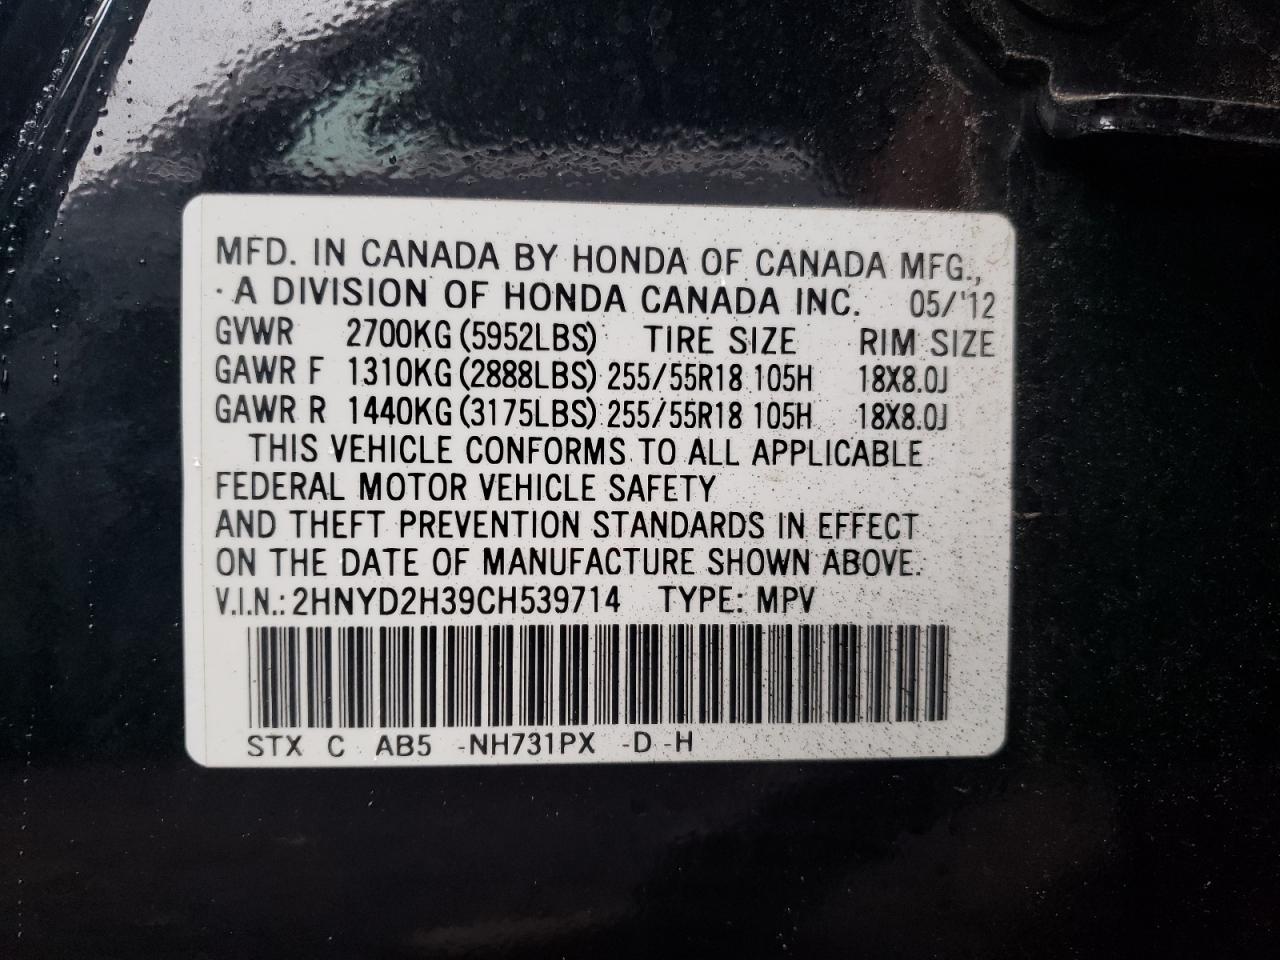 MFD. IN CANADA BY HONDA OF CANADA MFG.,
A DIVISION OF HONDA CANADA INC. 05/'12
GVWR 2700KG (5952LBS) TIRE SIZE RIM SIZE
GAWR F 1310KG (2888LBS) 255/55R18 105H 18X8.0J
GAWR R 1440KG (3175LBS) 255/55R18 105H 18X8.0J
THIS VEHICLE CONFORMS TO ALL APPLICABLE
FEDERAL MOTOR VEHICLE SAFETY
AND THEFT PREVENTION STANDARDS IN EFFECT
ON THE DATE OF MANUFACTURE SHOWN ABOVE.
V.I.N.: 2HNYD2H39CH539714 TYPE: MPV
STX C AB5 -NH731PX -D -H